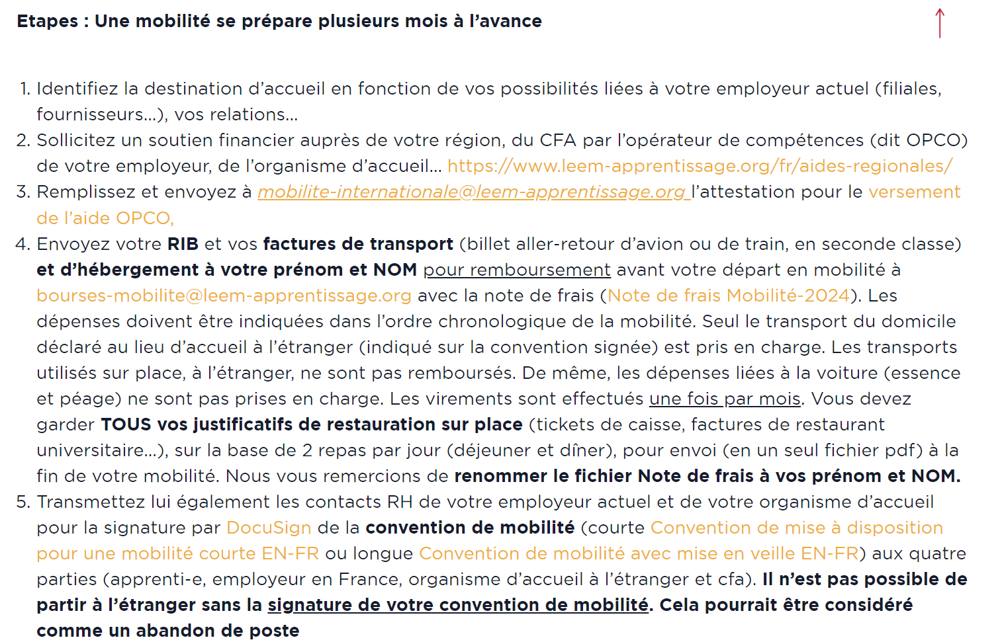 Etapes : Une mobilité se prépare plusieurs mois à l’avance
1. Identifiez la destination d’accueil en fonction de vos possibilités liées à votre employeur actuel (filiales,
fournisseurs…), vos relations…
2. Sollicitez un soutien financier auprès de votre région, du CFA par l’opérateur de compétences (dit OPCO)
de votre employeur, de l’organisme d’accueil… https://www.leem-apprentissage.org/fr/aides-regionales/
3. Remplissez et envoyez à mobilite-internationale@leem-apprentissage.org l’attestation pour le versement
de l’aide OPCO,
4. Envoyez votre RIB et vos factures de transport (billet aller-retour d’avion ou de train, en seconde classe)
et d’hébergement à votre prénom et NOM pour remboursement avant votre départ en mobilité à
bourses-mobilite@leem-apprentissage.org avec la note de frais (Note de frais Mobilité-2024). Les
dépenses doivent être indiquées dans l’ordre chronologique de la mobilité. Seul le transport du domicile
déclaré au lieu d’accueil à l’étranger (indiqué sur la convention signée) est pris en charge. Les transports
utilisés sur place, à l’étranger, ne sont pas remboursés. De même, les dépenses liées à la voiture (essence
et péage) ne sont pas prises en charge. Les virements sont effectués une fois par mois. Vous devez
garder TOUS vos justificatifs de restauration sur place (tickets de caisse, factures de restaurant
universitaire…), sur la base de 2 repas par jour (déjeuner et dîner), pour envoi (en un seul fichier pdf) à la
fin de votre mobilité. Nous vous remercions de renommer le fichier Note de frais à vos prénom et NOM.
5. Transmettez lui également les contacts RH de votre employeur actuel et de votre organisme d’accueil
pour la signature par DocuSign de la convention de mobilité (courte Convention de mise à disposition
pour une mobilité courte EN-FR ou longue Convention de mobilité avec mise en veille EN-FR) aux quatre
parties (apprenti-e, employeur en France, organisme d’accueil à l’étranger et cfa). Il n’est pas possible de
partir à l’étranger sans la signature de votre convention de mobilité. Cela pourrait être considéré
comme un abandon de poste